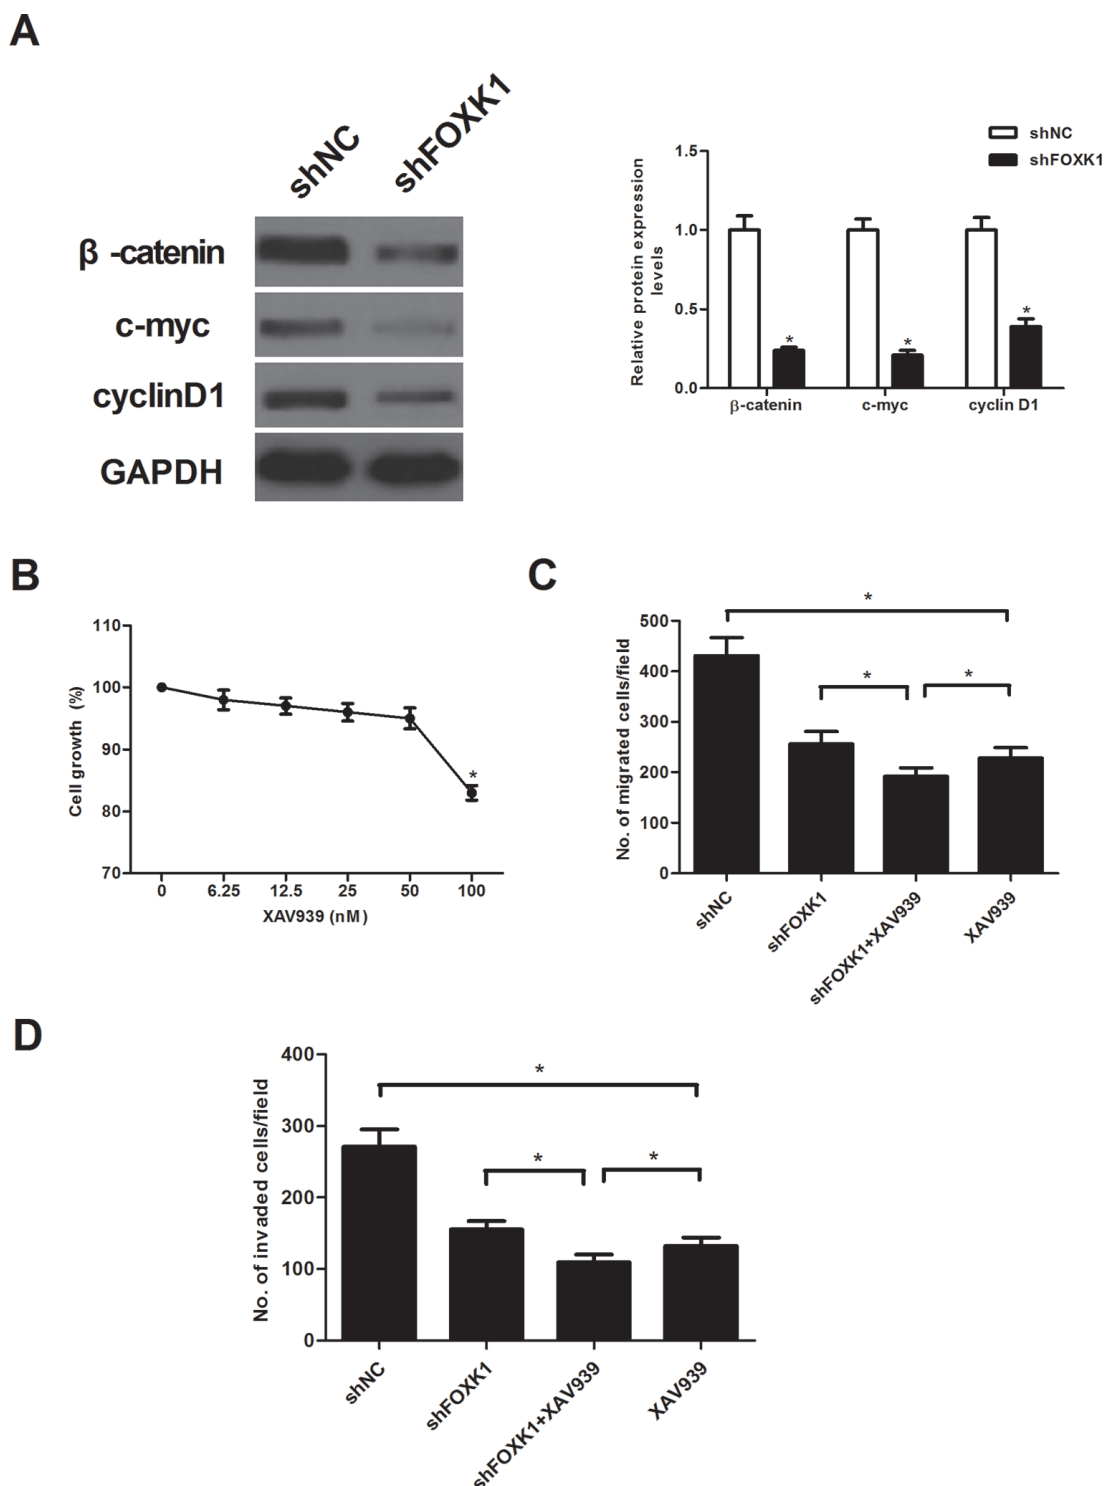 A
shNC
shFOXK1
β -catenin
c-myc
cyclinD1
GAPDH
shNC
shFOXK1
Relative protein expression
levels
1.5
1.0
0.5
0.0
*
*
*
β-catenin
c-myc
cyclin D1
B
Cell growth (%)
110
100
90
80
70
*
0
6.25
12.5
25
50
100
XAV939 (nM)
C
No. of migrated cells/field
500
400
300
200
100
0
*
*
*
shNC
shFOXK1
shFOXK1+XAV939
XAV939
D
No. of invaded cells/field
400
300
200
100
0
*
*
*
shNC
shFOXK1
shFOXK1+XAV939
XAV939